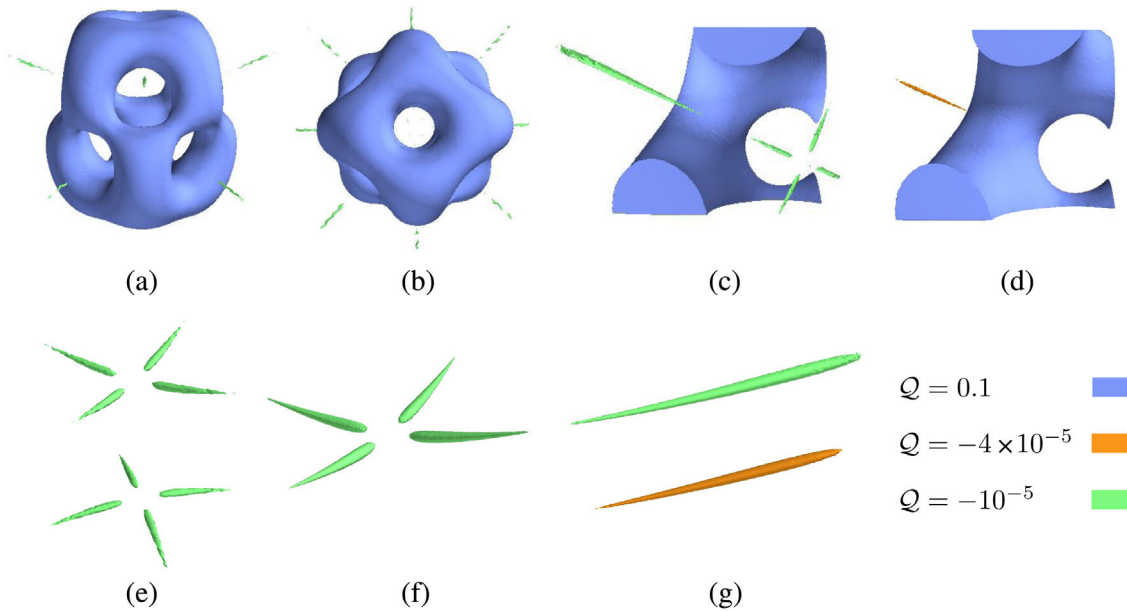 (a)
(b)
(c)
(d)
𝒬 = 0.1
𝒬 = −4×10⁻⁵
𝒬 = −10⁻⁵
(e)
(f)
(g)